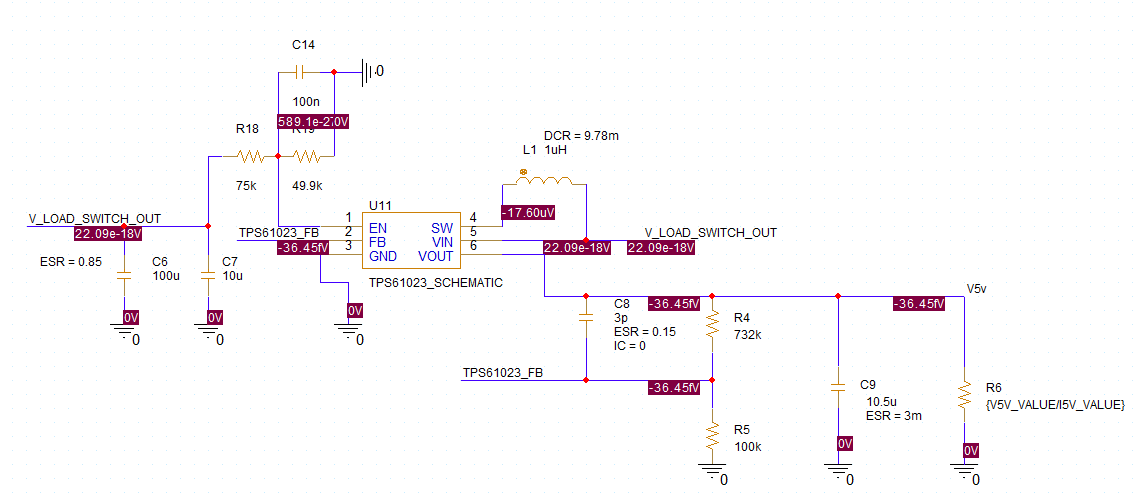 C14
0
100n
589.1e-27
0V
R18
R19
75k
49.9k
DCR = 9.78m
L1 1uH
U11
-17.60uV
V_LOAD_SWITCH_OUT
22.09e-18V
TPS61023_FB
-36.45fV
1
2
3
EN
FB
GND
SW
VIN
VOUT
4
5
6
TPS61023_SCHEMATIC
22.09e-18V
V_LOAD_SWITCH_OUT
22.09e-18V
ESR = 0.85
C6
100u
C7
10u
0V
0
0V
0
0V
0
V5v
C8
3p
ESR = 0.15
IC = 0
-36.45fV
R4
732k
-36.45fV
TPS61023_FB
-36.45fV
R5
100k
0
C9
10.5u
ESR = 3m
0V
0
R6
{V5V_VALUE/I5V_VALUE}
0V
0